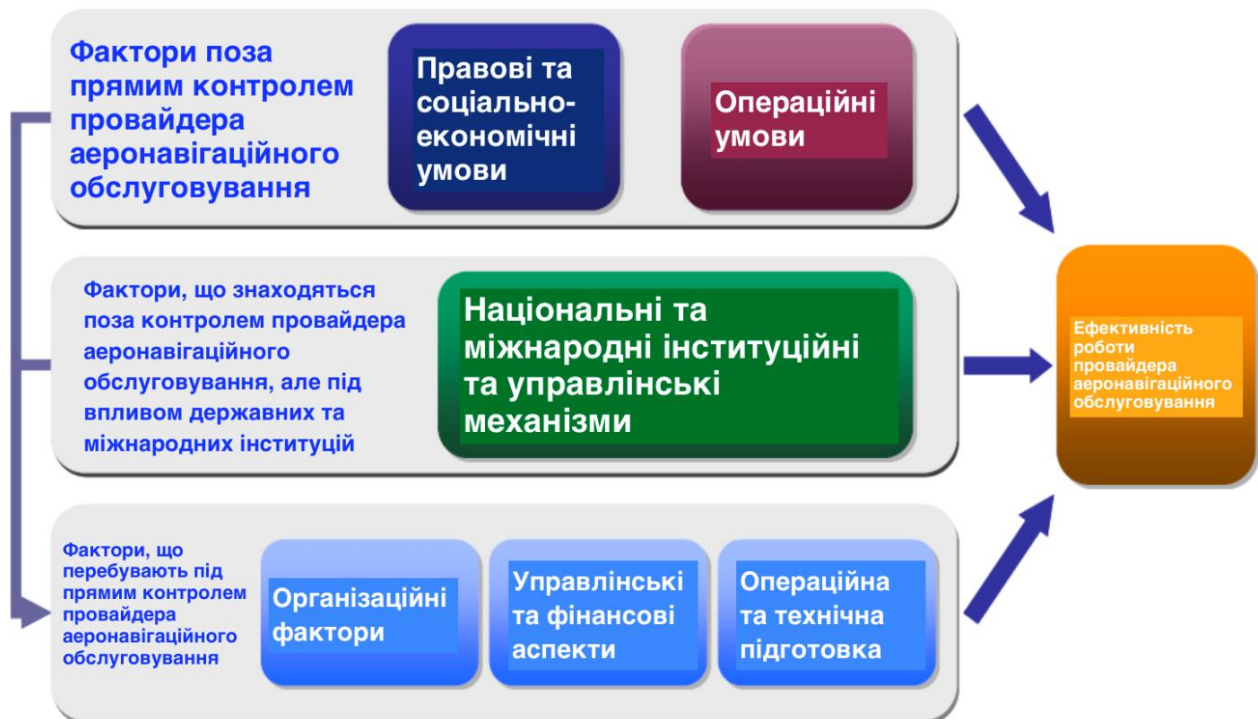 Фактори поза
прямим контролем
провайдера
аеронавігаційного
обслуговування
Правові та
соціально-
економічні
умови
Операційні
умови
Фактори, що знаходяться
поза контролем провайдера
аеронавігаційного
обслуговування, але під
впливом державних та
міжнародних інституцій
Національні та
міжнародні інституційні
та управлінські
механізми
Ефективність
роботи
провайдера
аеронавігаційного
обслуговування
Фактори, що
перебувають під
прямим контролем
провайдера
аеронавігаційного
обслуговування
Організаційні
фактори
Управлінські
та фінансові
аспекти
Операційна
та технічна
підготовка